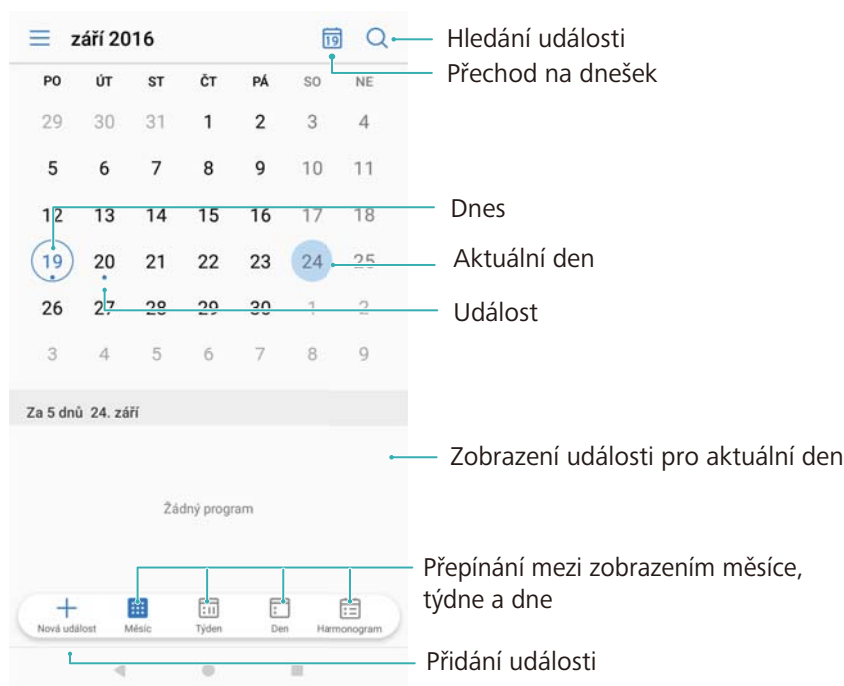 září 2016
19
Hledání události
Přechod na dnešek
PO ÚT ST ČT PÁ SO NE
29 30 31 1 2 3 4
5 6 7 8 9 10 11
12 13 14 15 16 17 18
Dnes
19 20 21 22 23 24 25
Aktuální den
26 27 28 29 30 1 2
Událost
3 4 5 6 7 8 9
Za 5 dnů 24. září
Zobrazení události pro aktuální den
Žádný program
Přepínání mezi zobrazením měsíce,
týdne a dne
Nová událost Měsíc Týden Den Harmonogram
Přidání události